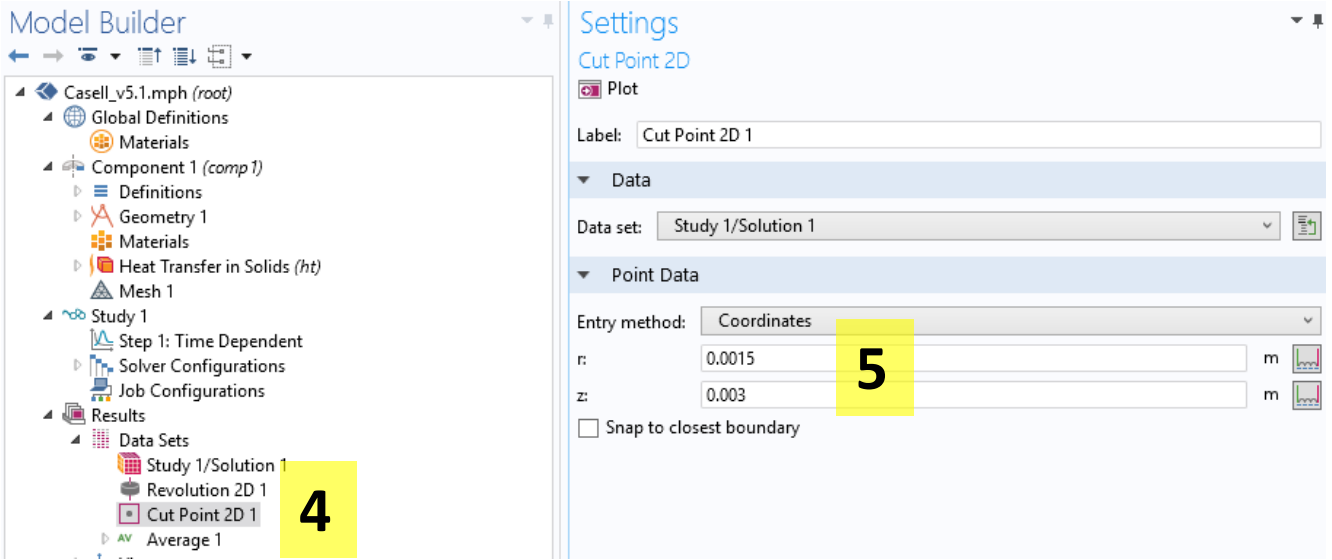 Model Builder
Casell_v5.1.mph (root)
Global Definitions
Materials
Component 1 (comp1)
Definitions
Geometry 1
Materials
Heat Transfer in Solids (ht)
Mesh 1
Study 1
Step 1: Time Dependent
Solver Configurations
Job Configurations
Results
Data Sets
Study 1/Solution 1
Revolution 2D 1
Cut Point 2D 1
AV Average 1
4
Settings
Cut Point 2D
Plot
Label: Cut Point 2D 1
Data
Data set: Study 1/Solution 1
Point Data
Entry method: Coordinates
r: 0.0015 m
z: 0.003 m
5
Snap to closest boundary